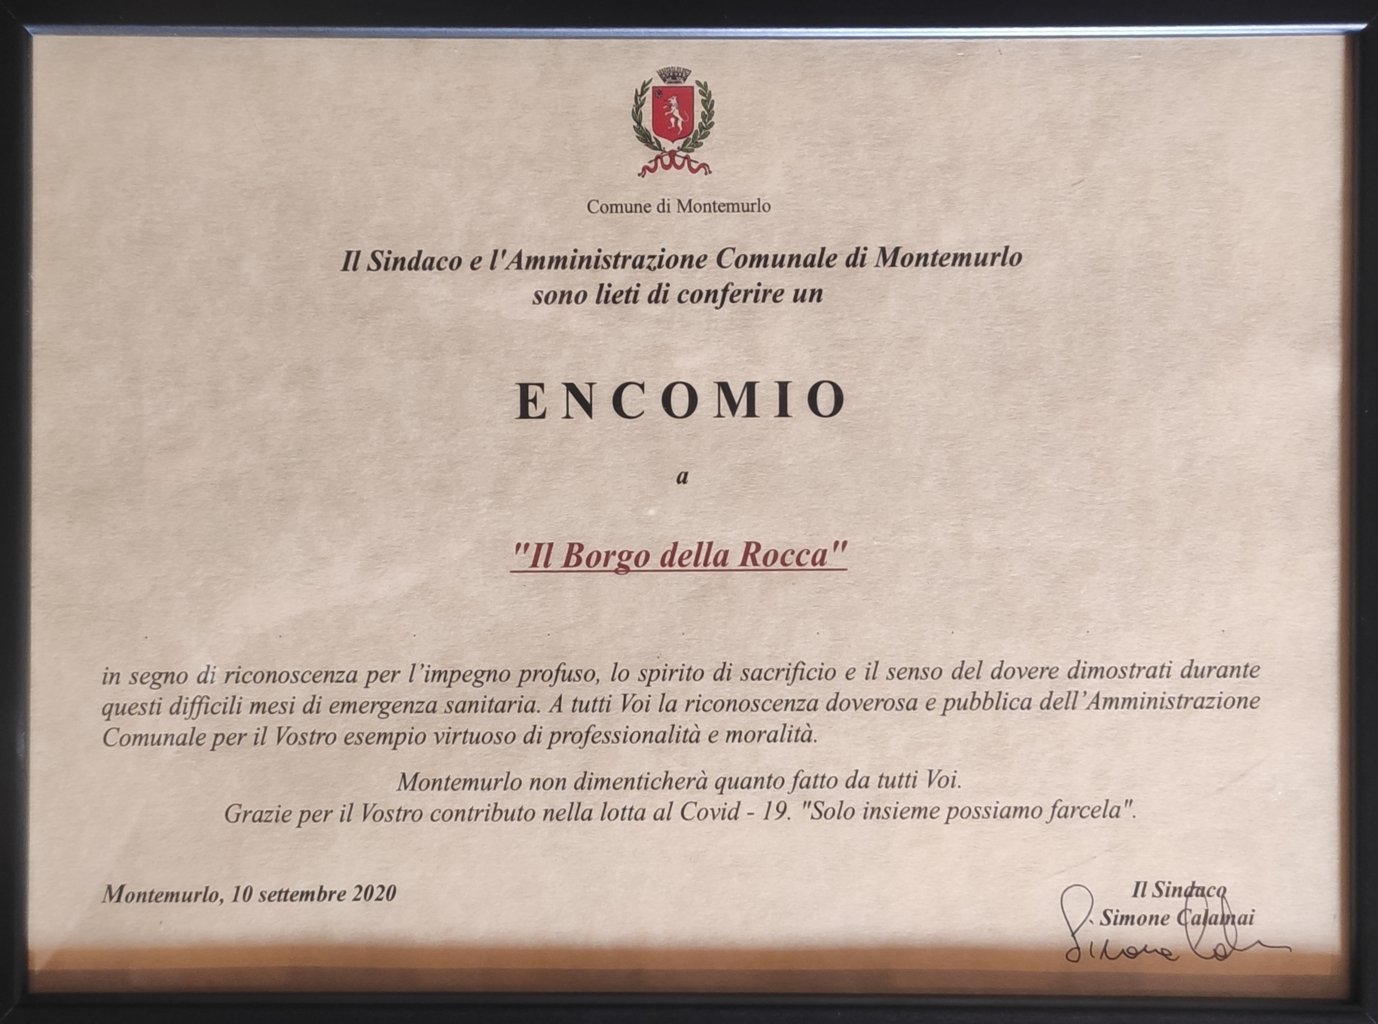 Comune di Montemurlo
Il Sindaco e l'Amministrazione Comunale di Montemurlo
sono lieti di conferire un
ENCOMIO
a
"Il Borgo della Rocca"
in segno di riconoscenza per l’impegno profuso, lo spirito di sacrificio e il senso del dovere dimostrati durante
questi difficili mesi di emergenza sanitaria. A tutti Voi la riconoscenza doverosa e pubblica dell’Amministrazione
Comunale per il Vostro esempio virtuoso di professionalità e moralità.
Montemurlo non dimenticherà quanto fatto da tutti Voi.
Grazie per il Vostro contributo nella lotta al Covid - 19. "Solo insieme possiamo farcela".
Montemurlo, 10 settembre 2020
Il Sindaco
Simone Calamai
Simone Cal